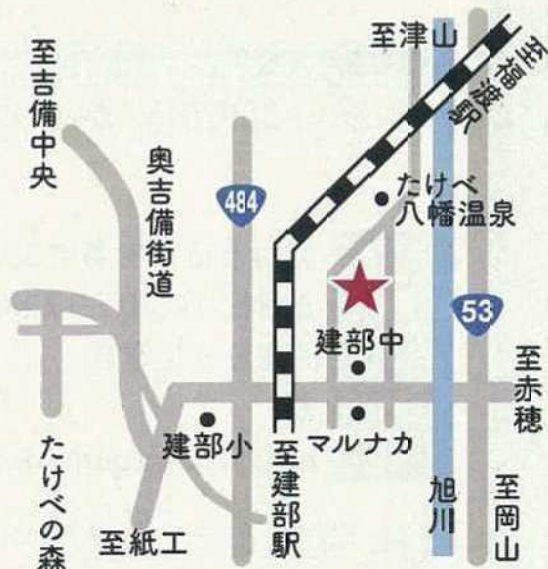 至津山
至福渡駅
至吉備中央
奥吉備街道
484
たけべ
八幡温泉
53
建部中
至赤穂
建部小
マルナカ
至建部駅
旭川
至岡山
たけべの森
至紙工